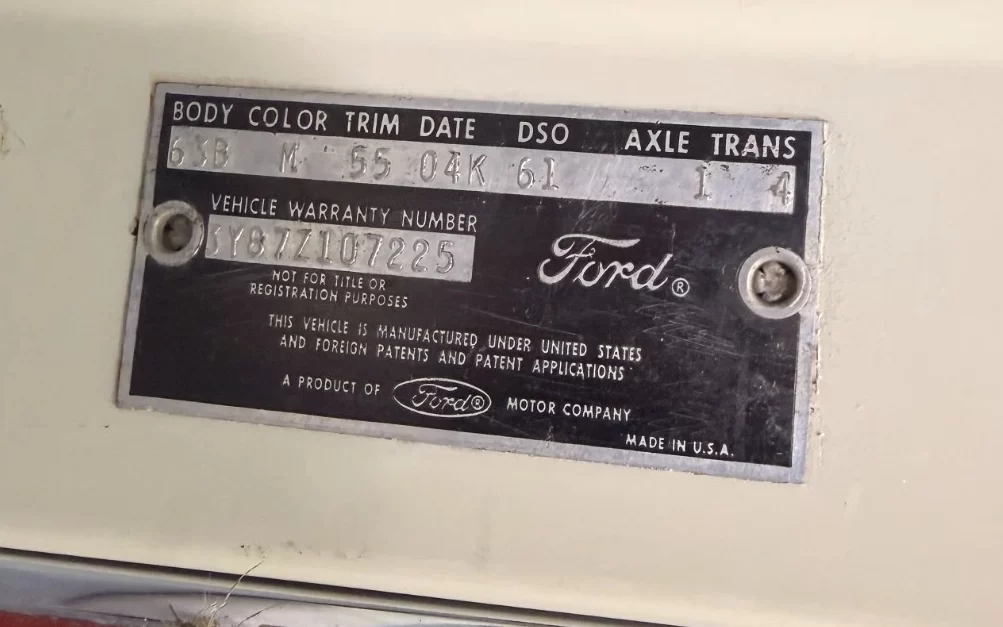 BODY COLOR TRIM DATE DSO AXLE TRANS
63B M 55 04K 61 1 4
VEHICLE WARRANTY NUMBER
3Y87Z107225
Ford®
NOT FOR TITLE OR
REGISTRATION PURPOSES
THIS VEHICLE IS MANUFACTURED UNDER UNITED STATES
AND FOREIGN PATENTS AND PATENT APPLICATIONS
A PRODUCT OF Ford® MOTOR COMPANY
MADE IN U.S.A.